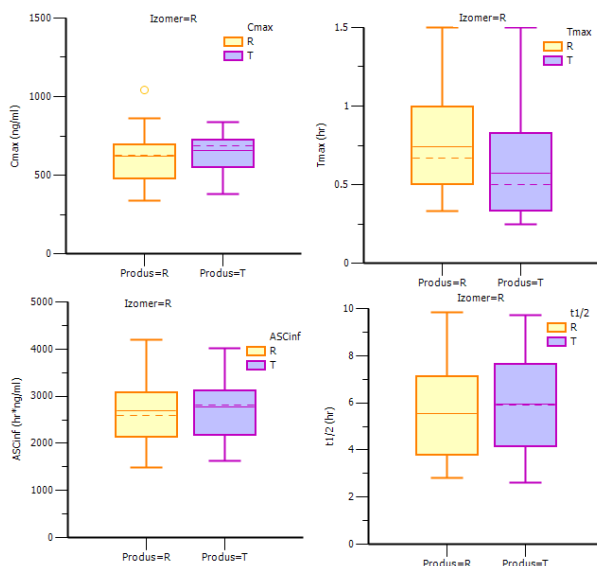 Izomer=R
Cmax
R
T
Cmax (ng/ml)
1500
1000
500
0
Produs=R
Produs=T
Izomer=R
Tmax
R
T
Tmax (hr)
1.5
1
0.5
0
Produs=R
Produs=T
Izomer=R
ASCinf
R
T
ASCinf (hr*ng/ml)
5000
4000
3000
2000
1000
0
Produs=R
Produs=T
Izomer=R
t1/2
R
T
t1/2 (hr)
10
8
6
4
2
0
Produs=R
Produs=T